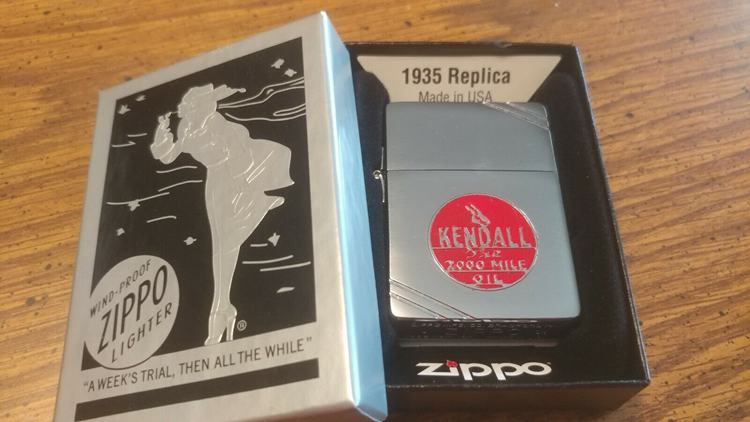 WIND-PROOF
ZIPPO
LIGHTER
®
"A WEEK'S TRIAL, THEN ALL THE WHILE"
1935 Replica
Made in USA
KENDALL
2000 MILE
OIL
zippo